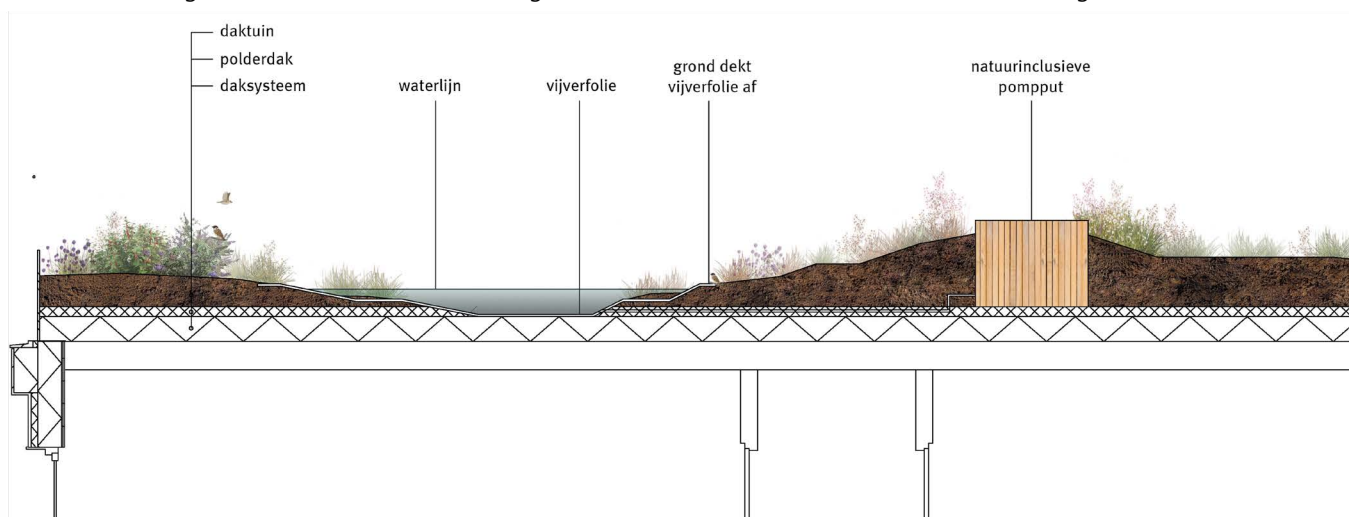 daktuin
polderdak
daksysteem
waterlijn
vijverfolie
grond dekt
vijverfolie af
natuurinclusieve
pompput